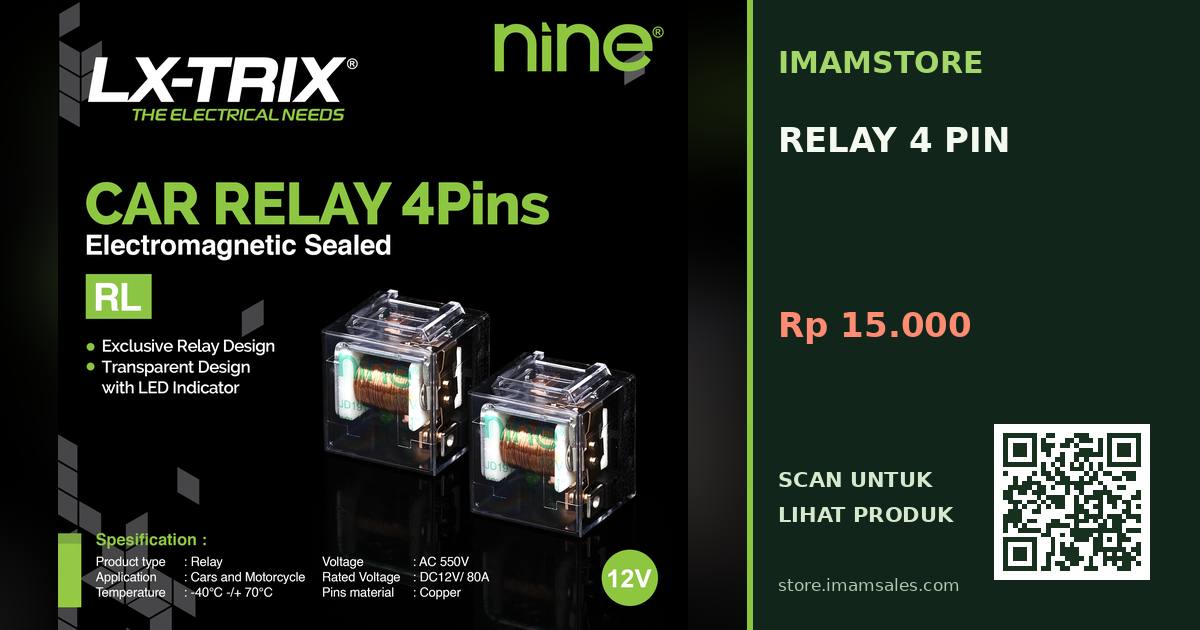 LX-TRIX®
THE ELECTRICAL NEEDS
nine®
CAR RELAY 4Pins
Electromagnetic Sealed
RL
• Exclusive Relay Design
• Transparent Design
with LED Indicator
Spesification :
Product type : Relay
Application : Cars and Motorcycle
Temperature : -40°C -/+ 70°C
Voltage : AC 550V
Rated Voltage : DC12V/ 80A
Pins material : Copper
12V
IMAMSTORE
RELAY 4 PIN
Rp 15.000
SCAN UNTUK
LIHAT PRODUK
store.imamsales.com